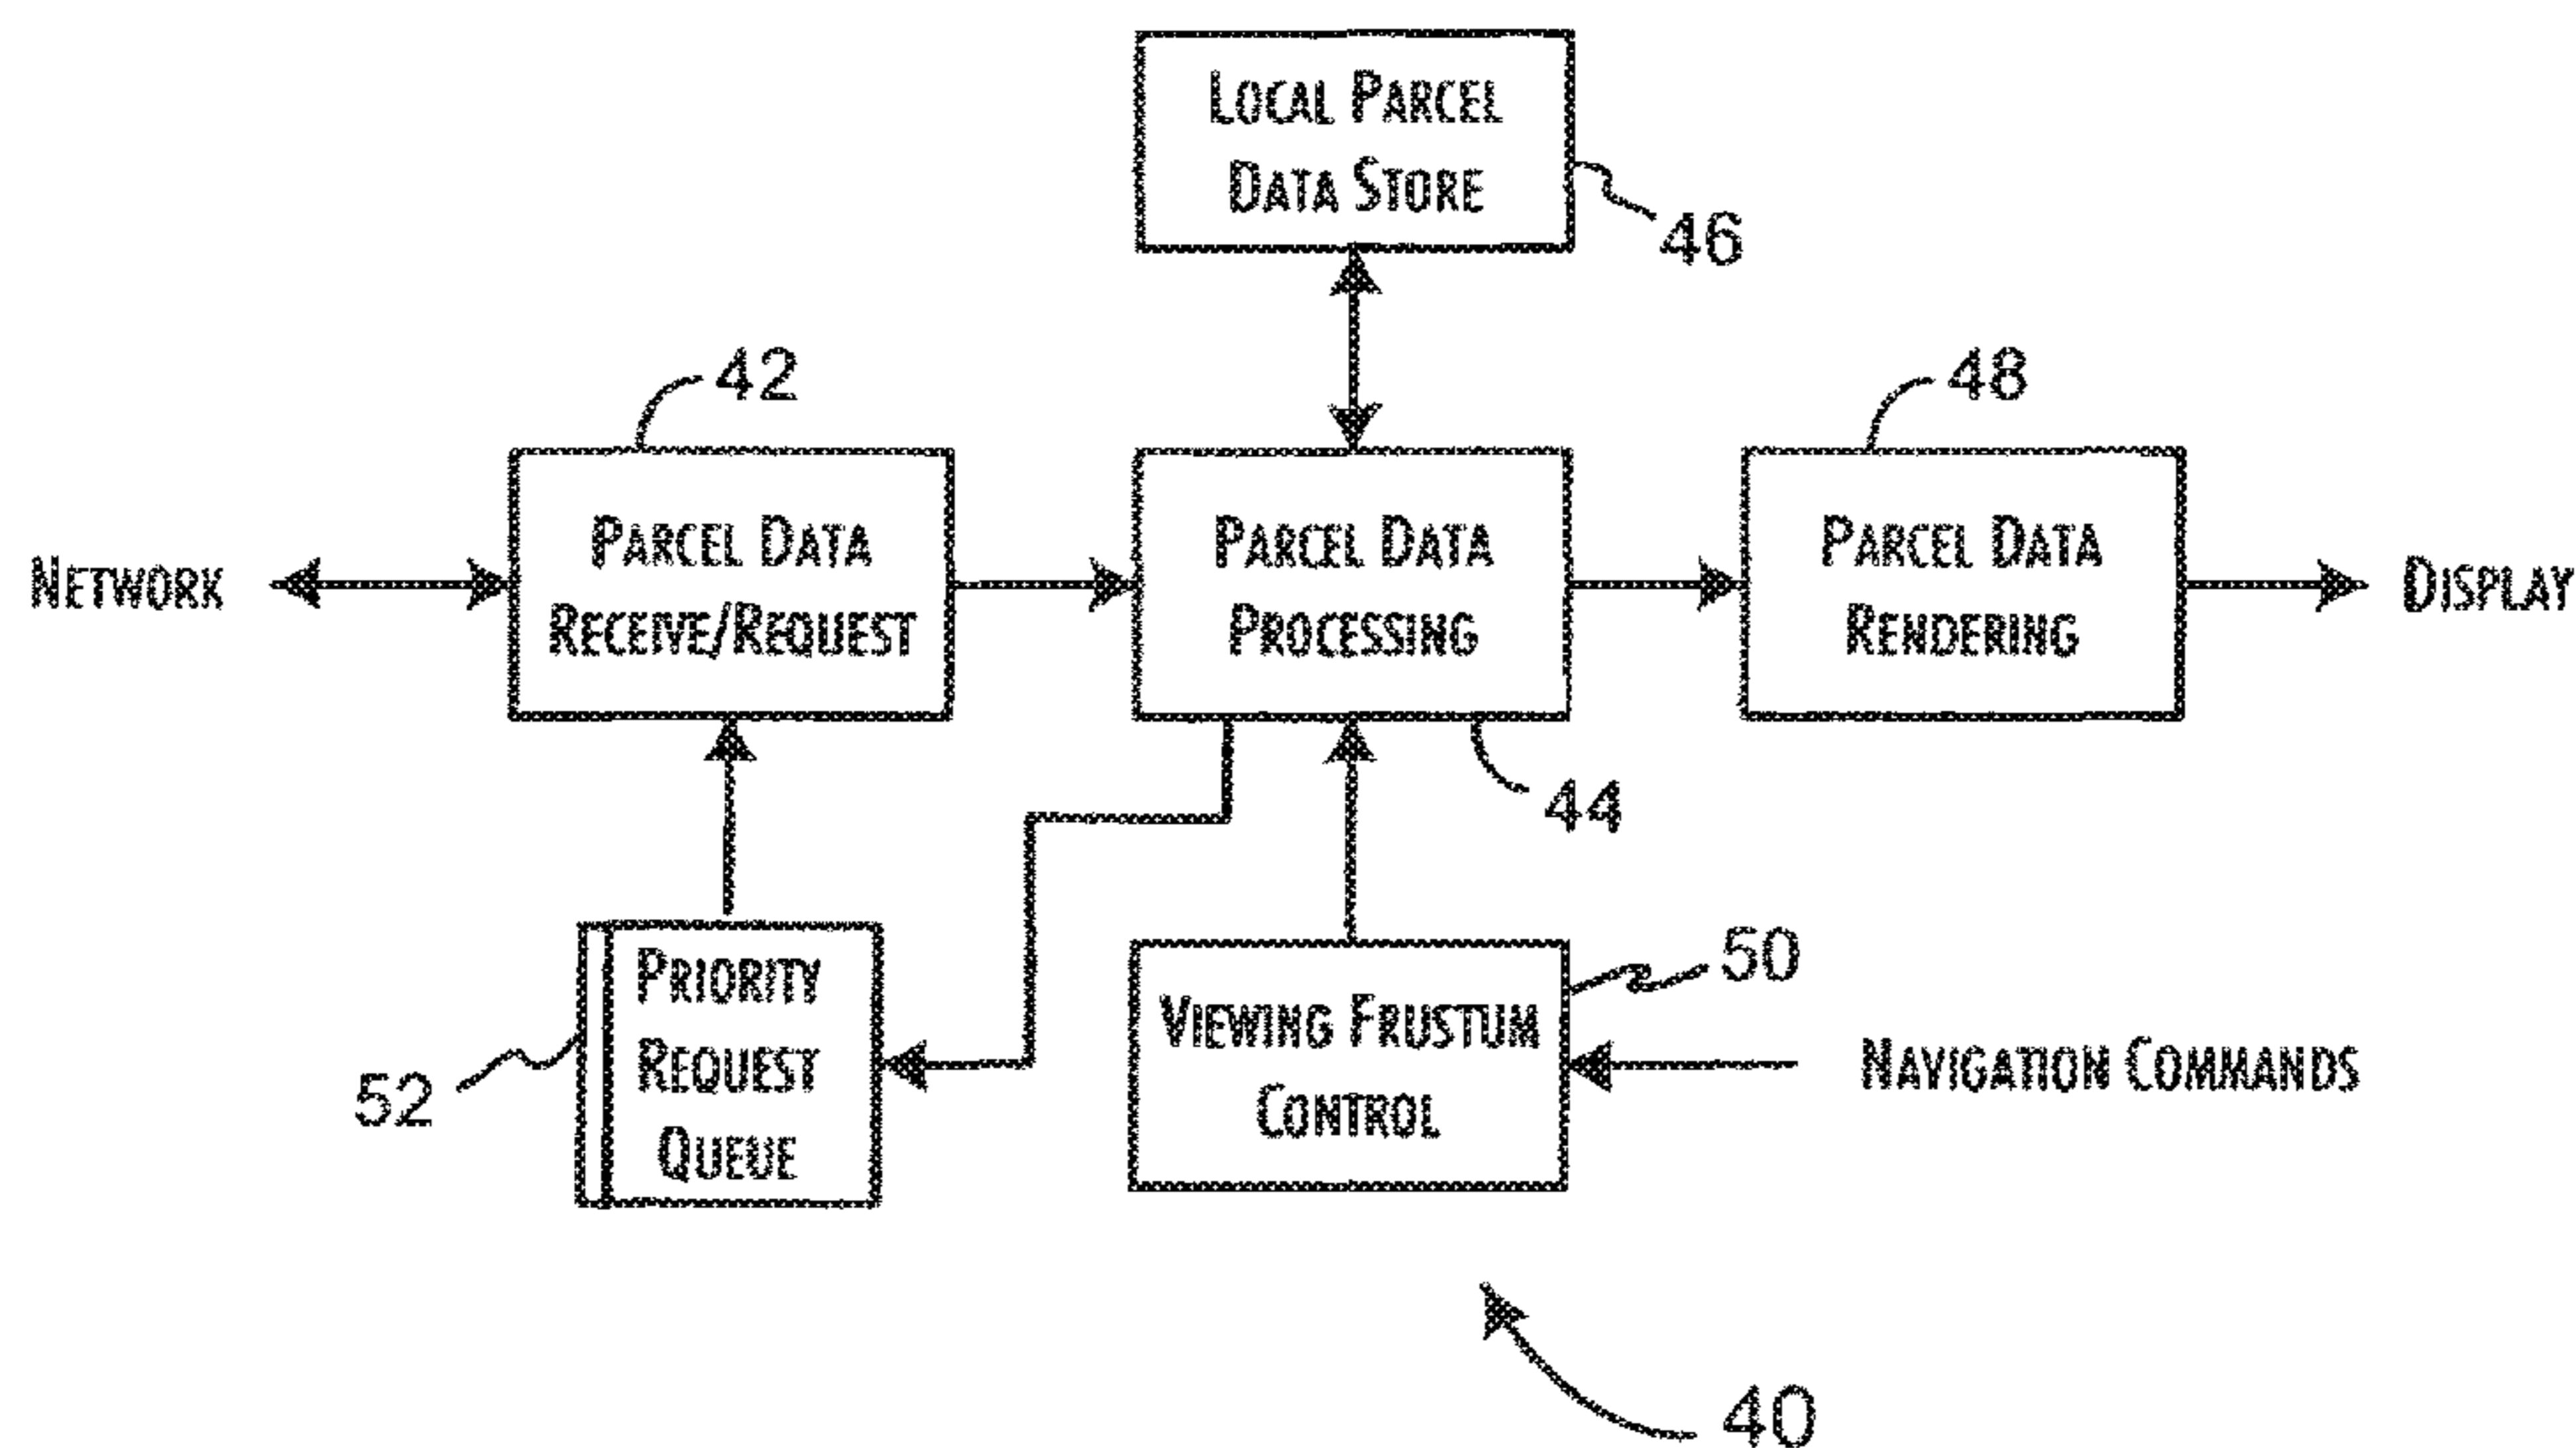 LOCAL PARCEL
DATA STORE
46
42
48
NETWORK
PARCEL DATA
RECEIVE/REQUEST
PARCEL DATA
PROCESSING
PARCEL DATA
RENDERING
DISPLAY
44
52
PRIORITY
REQUEST
QUEUE
VIEWING FRUSTUM
CONTROL
50
NAVIGATION COMMANDS
40